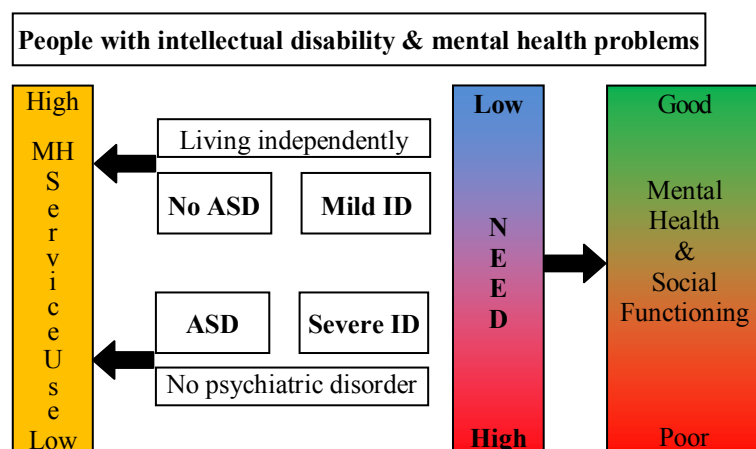 People with intellectual disability & mental health problems
High
MH
S
e
r
v
i
c
e
U
s
e
Low
Living independently
No ASD
Mild ID
ASD
Severe ID
No psychiatric disorder
Low
N
E
E
D
High
Good
Mental
Health
&
Social
Functioning
Poor